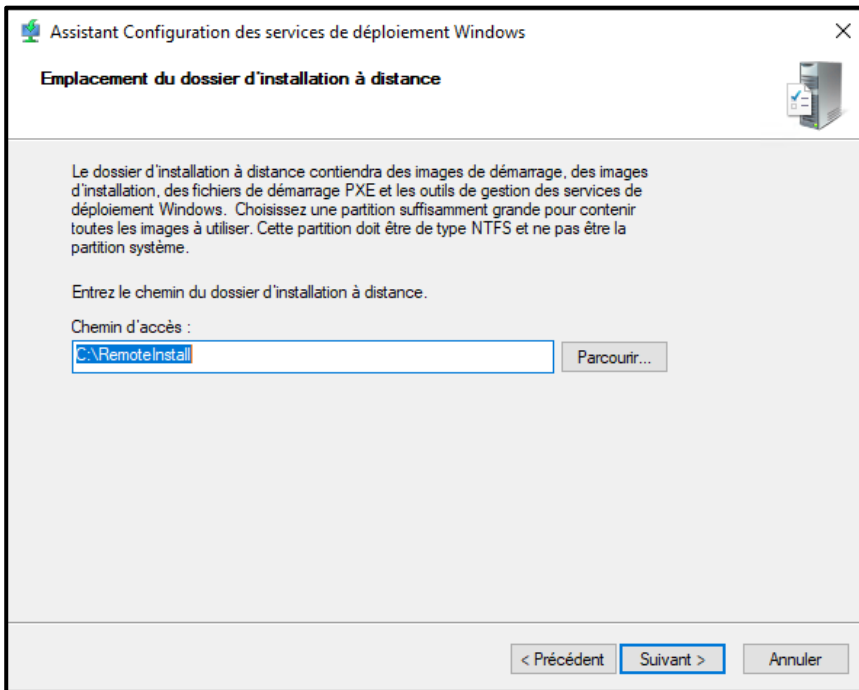 Assistant Configuration des services de déploiement Windows
Emplacement du dossier d'installation à distance
Le dossier d'installation à distance contiendra des images de démarrage, des images
d'installation, des fichiers de démarrage PXE et les outils de gestion des services de
déploiement Windows.  Choisissez une partition suffisamment grande pour contenir
toutes les images à utiliser. Cette partition doit être de type NTFS et ne pas être la
partition système.
Entrez le chemin du dossier d'installation à distance.
Chemin d'accès :
C:\RemoteInstall
Parcourir...
< Précédent
Suivant >
Annuler